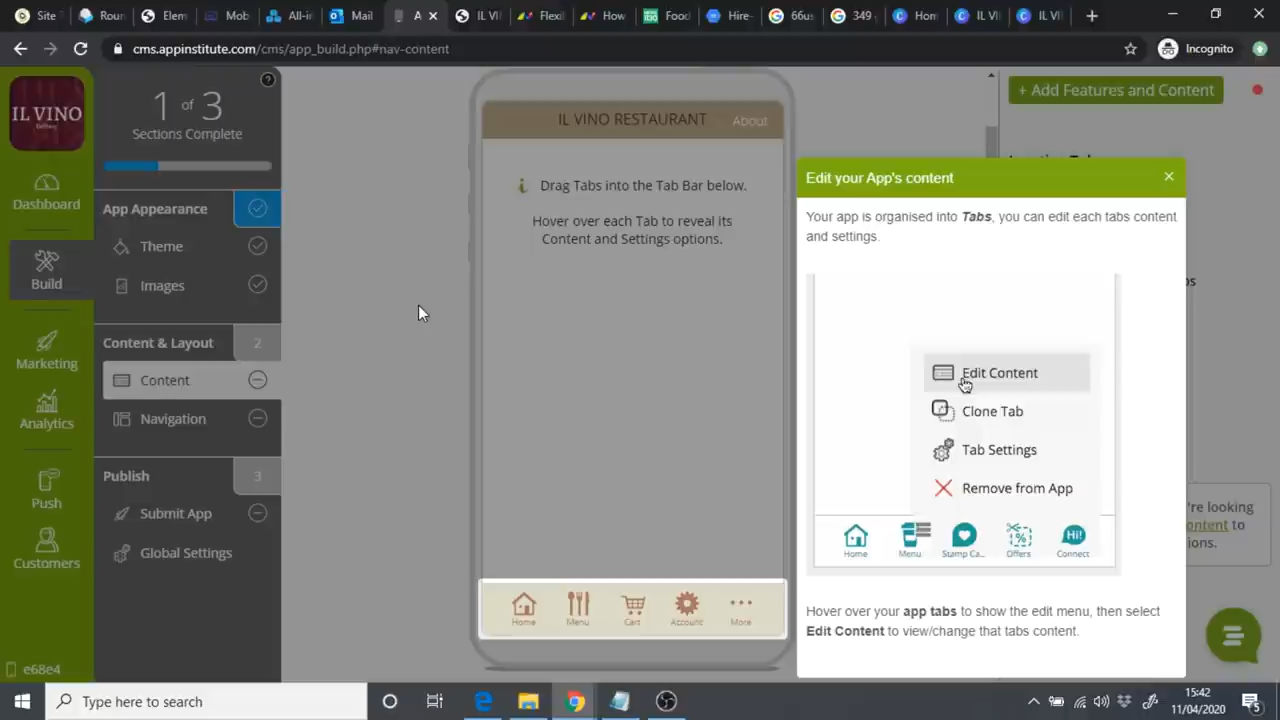 Site
Roun
Elem
Mob
All-i
Mail
A
IL VI
Flexil
How
Food
Hire-
66us
349
Hom
IL VI
IL VI
cms.appinstitute.com/cms/app_build.php#nav-content
Incognito
IL VINO
Dashboard
Build
Marketing
Analytics
Push
Customers
e68e4
1 of 3
Sections Complete
App Appearance
Theme
Images
Content & Layout
2
Content
Navigation
Publish
3
Submit App
Global Settings
IL VINO RESTAURANT
About
Drag Tabs into the Tab Bar below.
Hover over each Tab to reveal its
Content and Settings options.
Home
Menu
Cart
Account
More
+ Add Features and Content
Edit your App's content
Your app is organised into Tabs, you can edit each tabs content
and settings.
Edit Content
Clone Tab
Tab Settings
Remove from App
Home
Menu
Stamp Ca...
Offers
Hi!
Connect
Hover over your app tabs to show the edit menu, then select
Edit Content to view/change that tabs content.
're looking
ontent to
ions.
Type here to search
15:42
11/04/2020
5